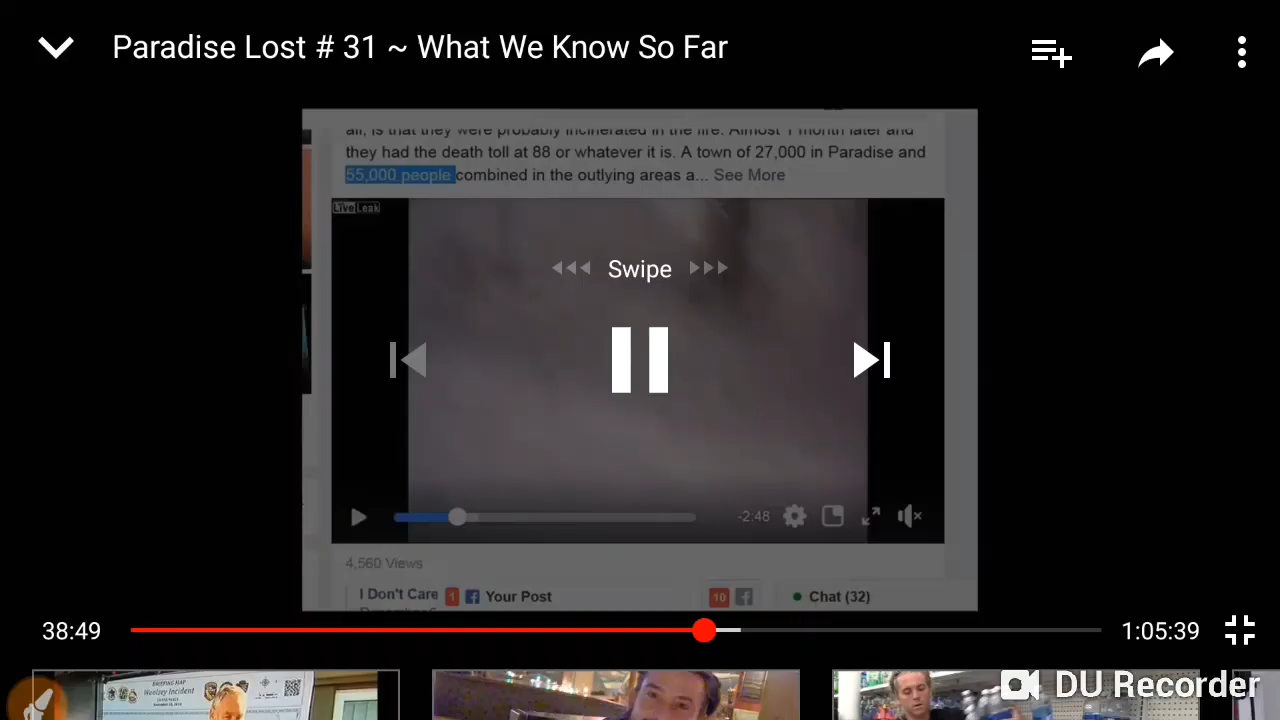 Paradise Lost # 31 ~ What We Know So Far
all, is that they were probably incinerated in the fire. Almost 1 month later and
they had the death toll at 88 or whatever it is. A town of 27,000 in Paradise and
55,000 people combined in the outlying areas a... See More
LiveLeak
Swipe
-2:48
4,560 Views
I Don't Care 1 Your Post 10 Chat (32)
38:49 1:05:39
BRIEFING MAP
Woolsey Incident
DU Recorder